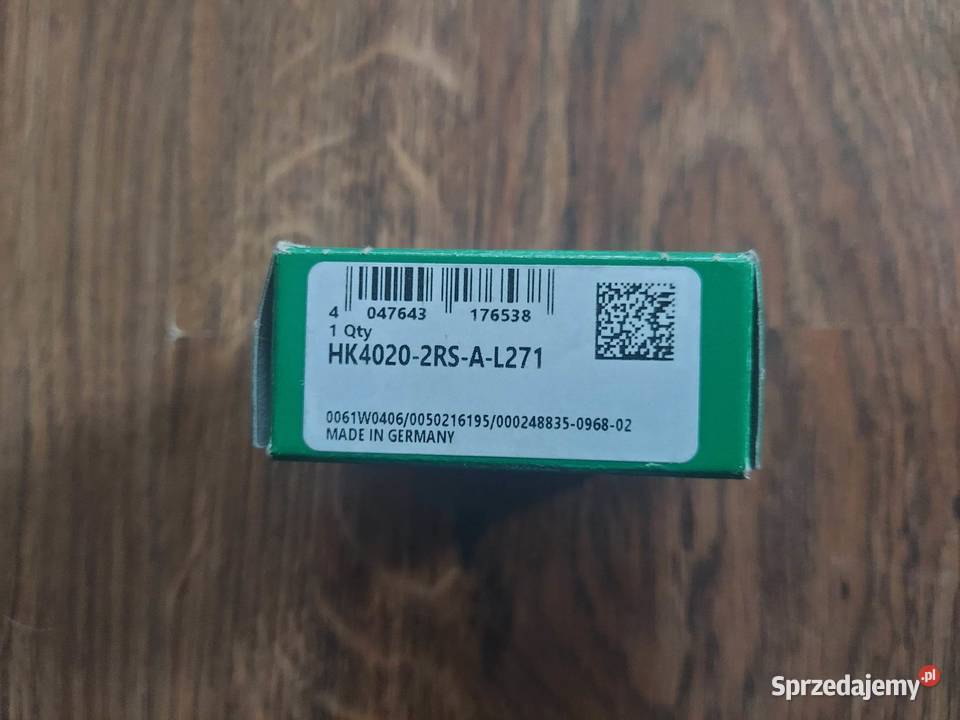 4 047643 176538
1 Qty
HK4020-2RS-A-L271
0061W0406/0050216195/000248835-0968-02
MADE IN GERMANY
Sprzedajemy.pl